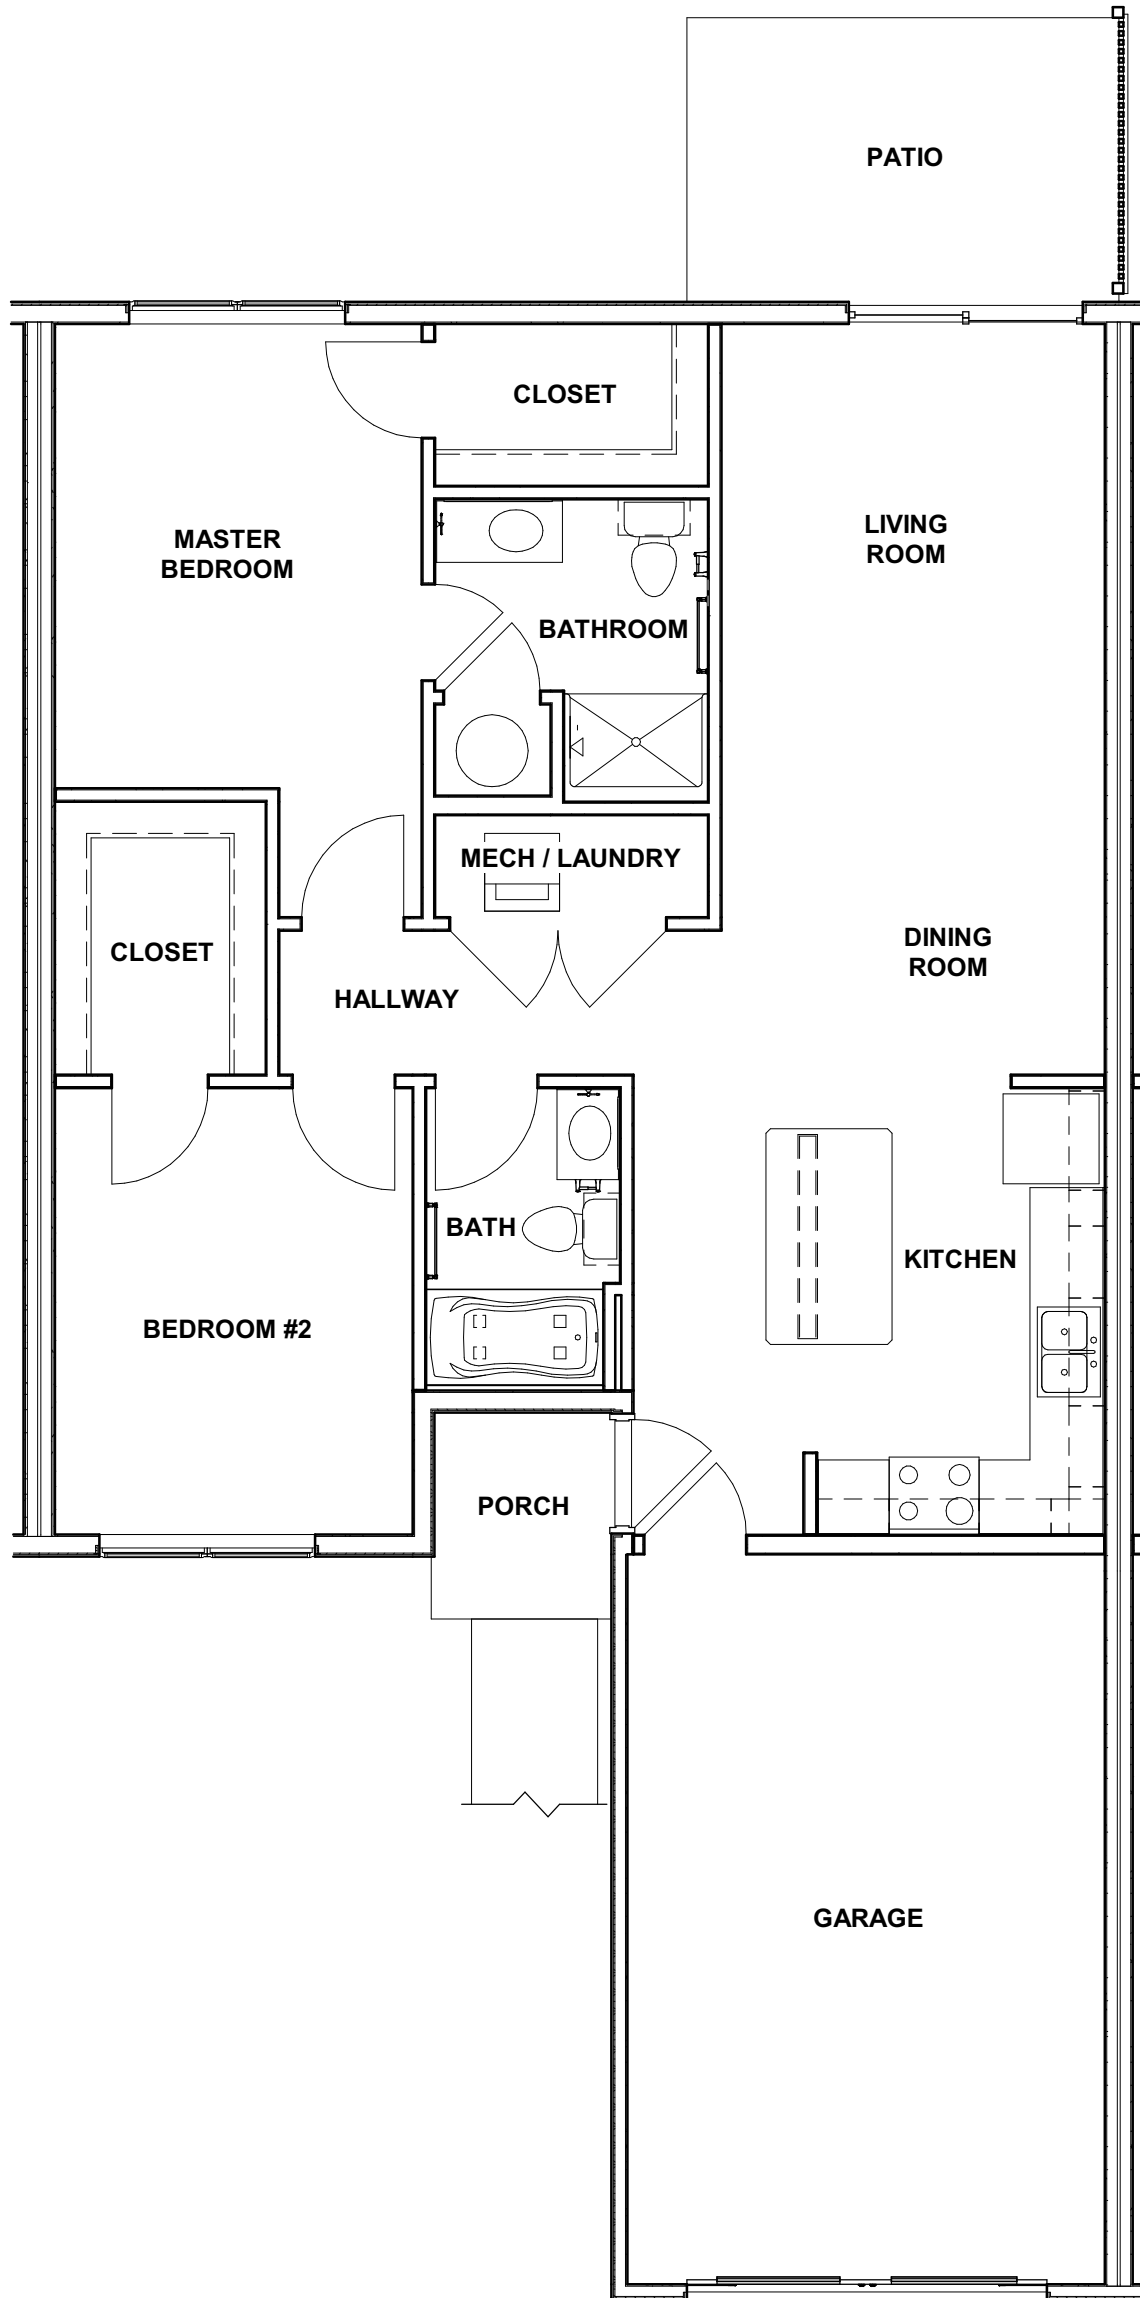 PATIO
CLOSET
MASTER
BEDROOM
LIVING
ROOM
BATHROOM
MECH / LAUNDRY
CLOSET
DINING
ROOM
HALLWAY
BATH
KITCHEN
BEDROOM #2
PORCH
GARAGE